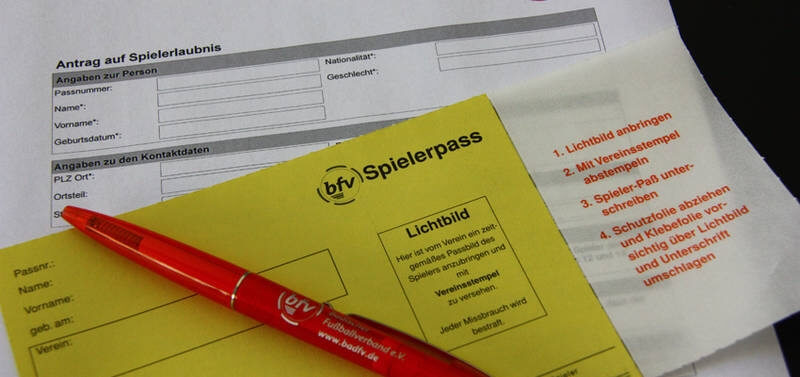 Antrag auf Spielerlaubnis
Angaben zur Person
Passnummer:
Name*:
Vorname*:
Geburtsdatum*:
Nationalität*:
Geschlecht*:
Angaben zu den Kontaktdaten
PLZ Ort*:
Ortsteil:
bfv Spielerpass
Passnr.:
Name:
Vorname:
geb. am:
Verein:
Lichtbild
Hier ist vom Verein ein zeit-
gemäßes Passbild des
Spielers anzubringen und
mit
Vereinsstempel
zu versehen.
Jeder Missbrauch wird
bestraft.
1. Lichtbild anbringen
2. Mit Vereinsstempel
abstempeln
3. Spieler-Paß unter-
schreiben
4. Schutzfolie abziehen
und Klebefolie vor-
sichtig über Lichtbild
und Unterschrift
umschlagen
bfv
Badischer
Fußballverband e.V.
www.badfv.de